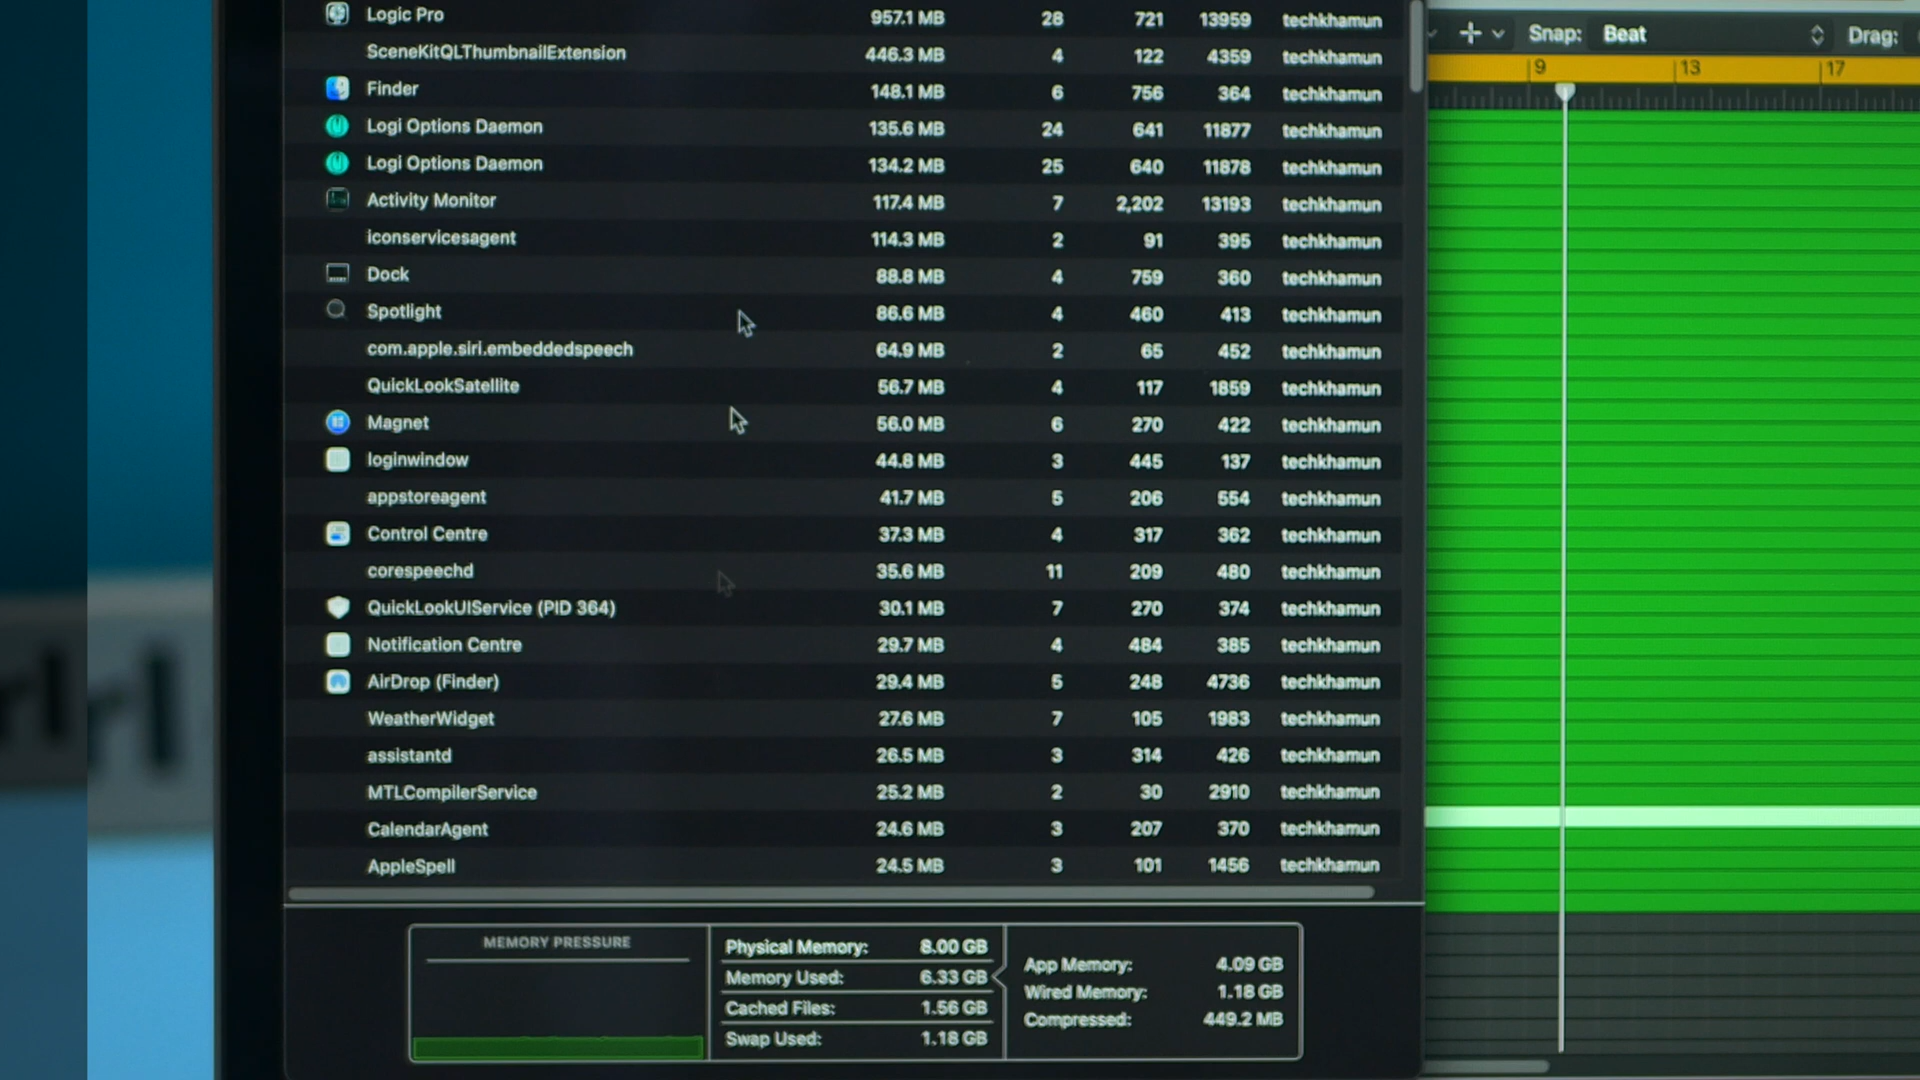 Logic Pro 957.1 MB 28 721 13959 techkhamun
SceneKitQLThumbnailExtension 446.3 MB 4 122 4359 techkhamun
Finder 148.1 MB 6 756 364 techkhamun
Logi Options Daemon 135.6 MB 24 641 11877 techkhamun
Logi Options Daemon 134.2 MB 25 640 11878 techkhamun
Activity Monitor 117.4 MB 7 2,202 13193 techkhamun
iconservicesagent 114.3 MB 2 91 395 techkhamun
Dock 88.8 MB 4 759 360 techkhamun
Spotlight 86.6 MB 4 460 413 techkhamun
com.apple.siri.embeddedspeech 64.9 MB 2 65 452 techkhamun
QuickLookSatellite 56.7 MB 4 117 1859 techkhamun
Magnet 56.0 MB 6 270 422 techkhamun
loginwindow 44.8 MB 3 445 137 techkhamun
appstoreagent 41.7 MB 5 206 554 techkhamun
Control Centre 37.3 MB 4 317 362 techkhamun
corespeechd 35.6 MB 11 209 480 techkhamun
QuickLookUIService (PID 364) 30.1 MB 7 270 374 techkhamun
Notification Centre 29.7 MB 4 484 385 techkhamun
AirDrop (Finder) 29.4 MB 5 248 4736 techkhamun
WeatherWidget 27.6 MB 7 105 1983 techkhamun
assistantd 26.5 MB 3 314 426 techkhamun
MTLCompilerService 25.2 MB 2 30 2910 techkhamun
CalendarAgent 24.6 MB 3 207 370 techkhamun
AppleSpell 24.5 MB 3 101 1456 techkhamun
MEMORY PRESSURE
Physical Memory: 8.00 GB
Memory Used: 6.33 GB
Cached Files: 1.56 GB
Swap Used: 1.18 GB
App Memory: 4.09 GB
Wired Memory: 1.18 GB
Compressed: 449.2 MB
Snap: Beat Drag:
9 13 17